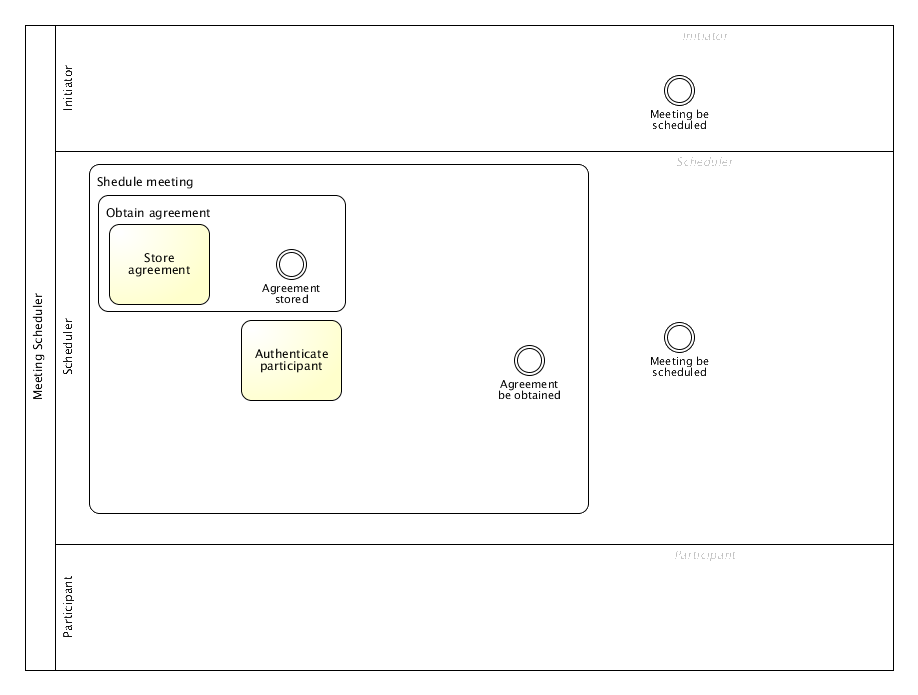 Meeting Scheduler
Initiator
Initiator
Meeting be
scheduled
Scheduler
Scheduler
Shedule meeting
Obtain agreement
Store
agreement
Agreement
stored
Authenticate
participant
Agreement
be obtained
Meeting be
scheduled
Participant
Participant